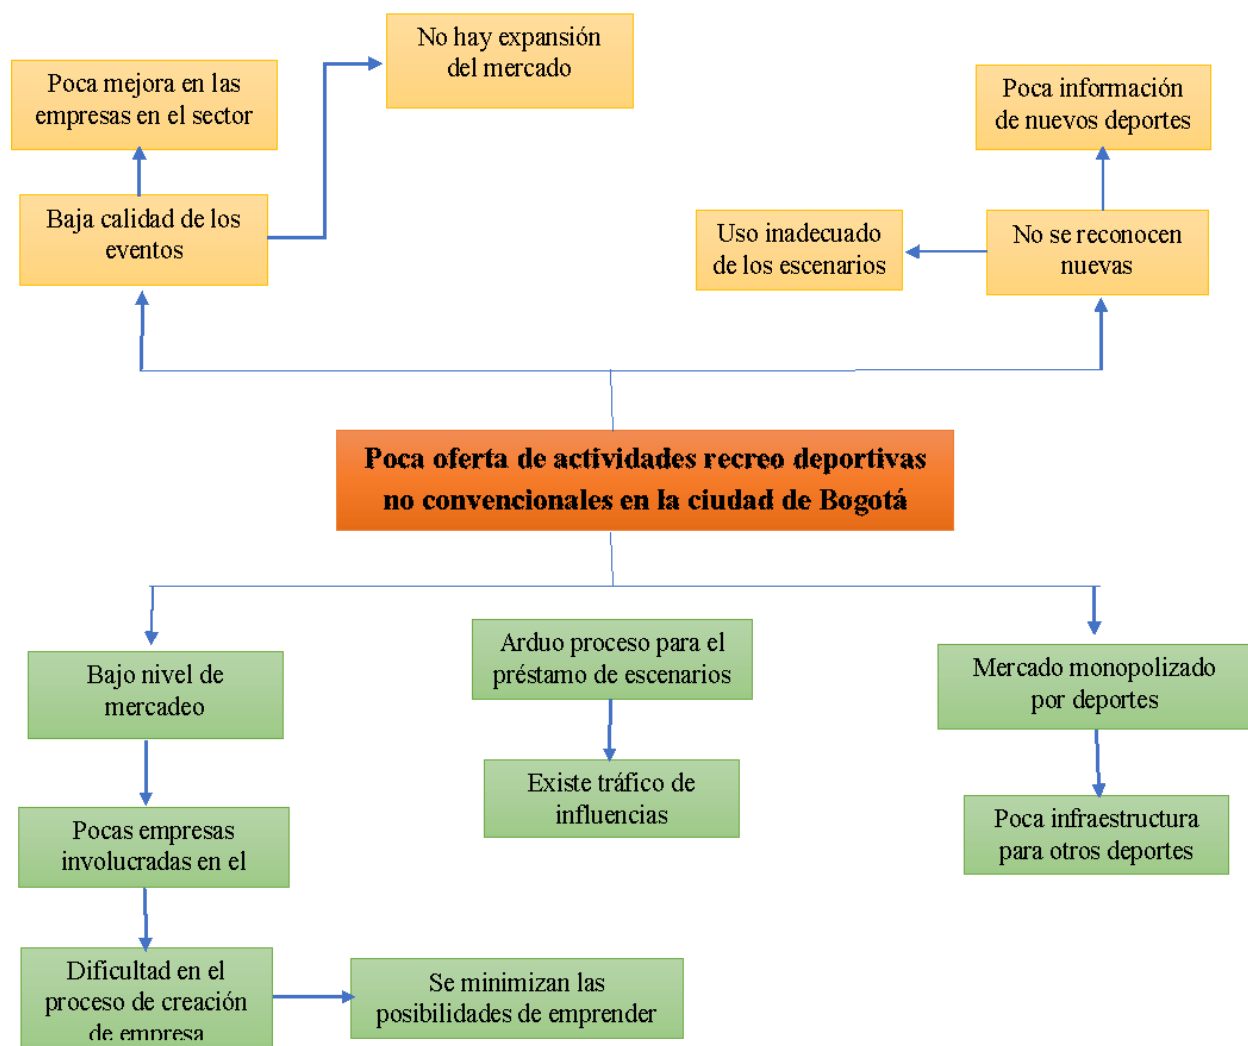 No hay expansión
del mercado
Poca mejora en las
empresas en el sector
Poca información
de nuevos deportes
Baja calidad de los
eventos
Uso inadecuado
de los escenarios
No se reconocen
nuevas
Poca oferta de actividades recreo deportivas
no convencionales en la ciudad de Bogotá
Bajo nivel de
mercadeo
Arduo proceso para el
préstamo de escenarios
Mercado monopolizado
por deportes
Pocas empresas
involucradas en el
Existe tráfico de
influencias
Poca infraestructura
para otros deportes
Dificultad en el
proceso de creación
de empresa
Se minimizan las
posibilidades de emprender